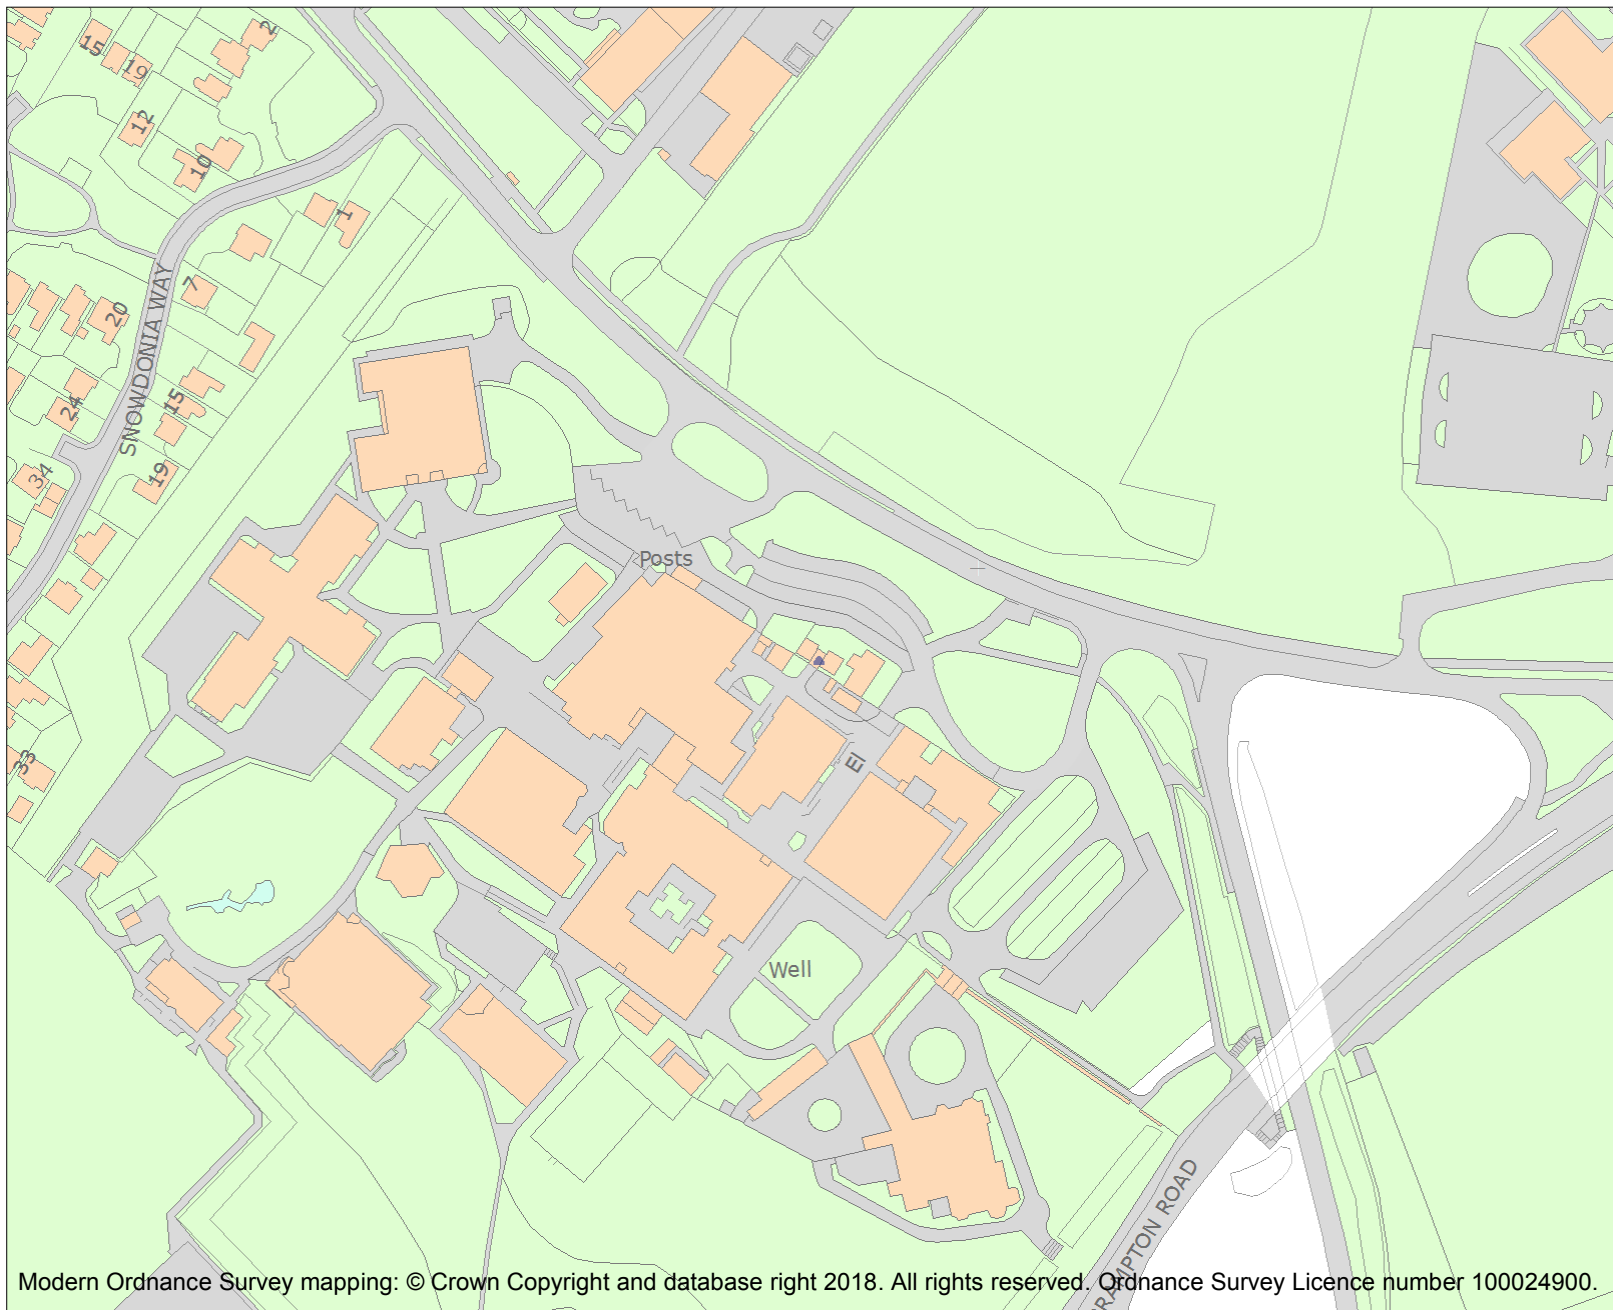 2
15
19
12
10
1
7
20
SNOWDONIA WAY
15
24
19
34
Posts
33
El
Well
RAMPTON ROAD
Modern Ordnance Survey mapping: © Crown Copyright and database right 2018. All rights reserved. Ordnance Survey Licence number 100024900.